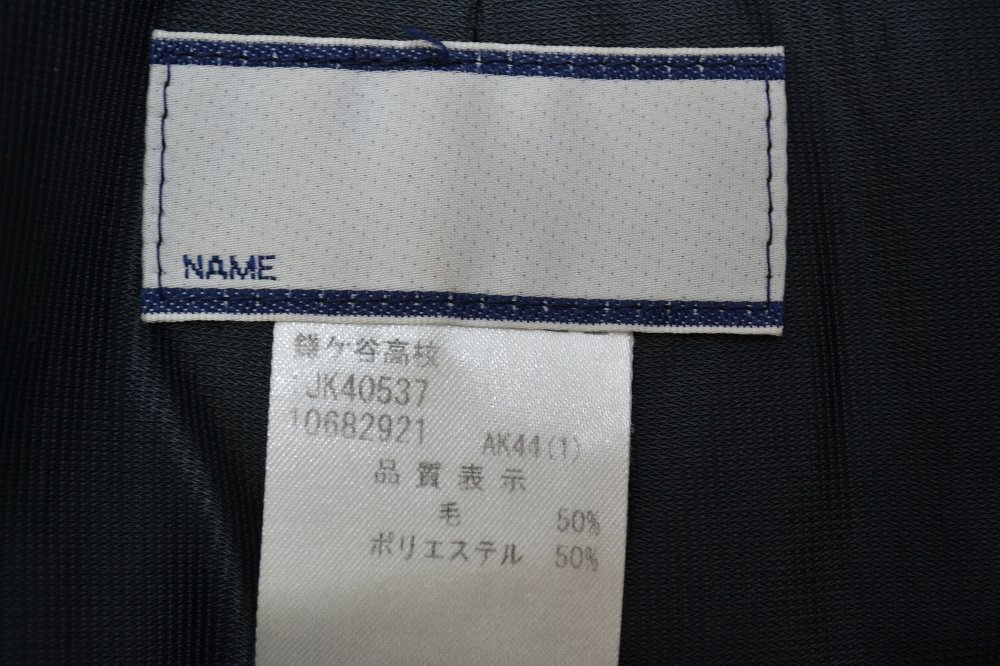 NAME
鎹ケ谷高校
JK40537
10682921 AK44(1)
品質表示
毛 50%
ポリエステル 50%